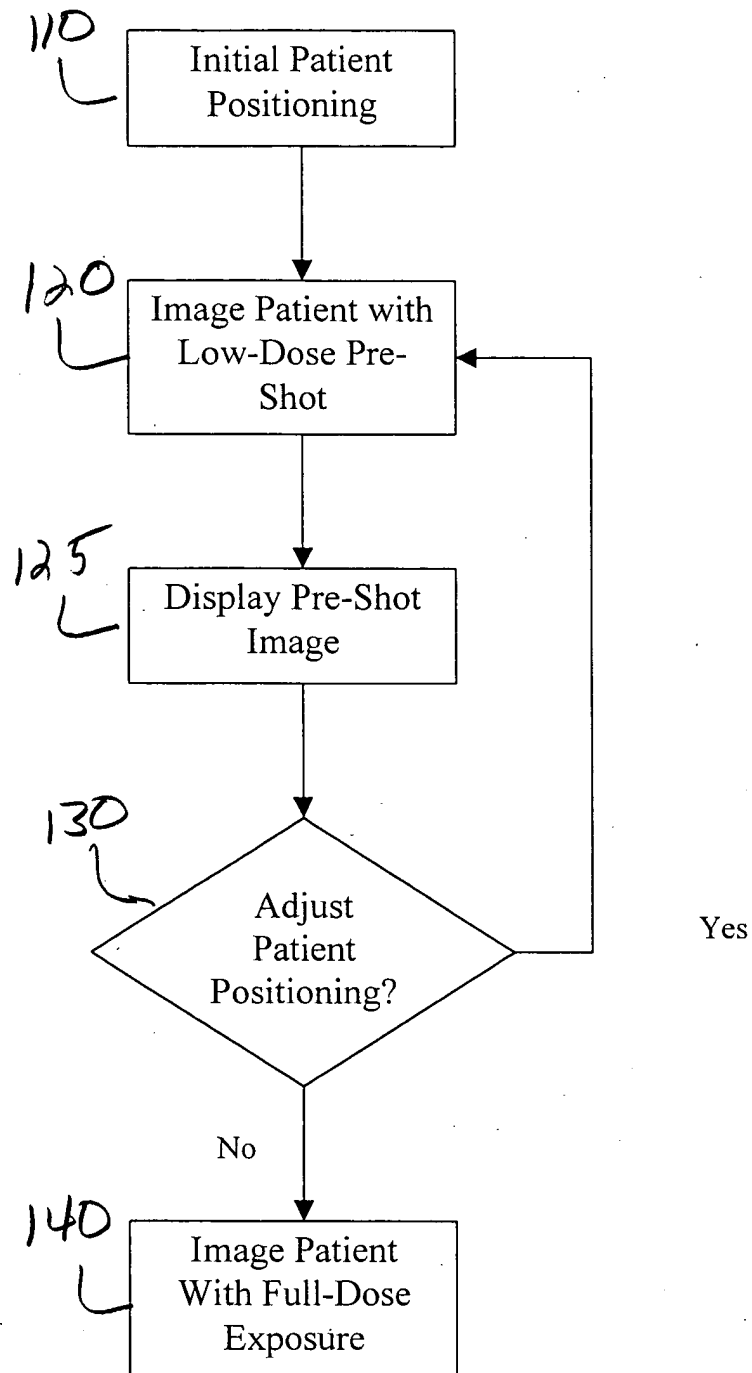 110
Initial Patient
Positioning
120
Image Patient with
Low-Dose Pre-
Shot
125
Display Pre-Shot
Image
130
Adjust
Patient
Positioning?
Yes
No
140
Image Patient
With Full-Dose
Exposure